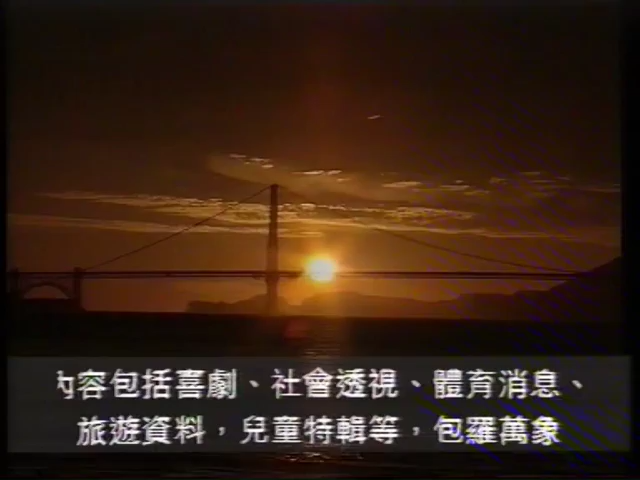 內容包括喜劇、社會透視、體育消息、
旅遊資料，兒童特輯等，包羅萬象